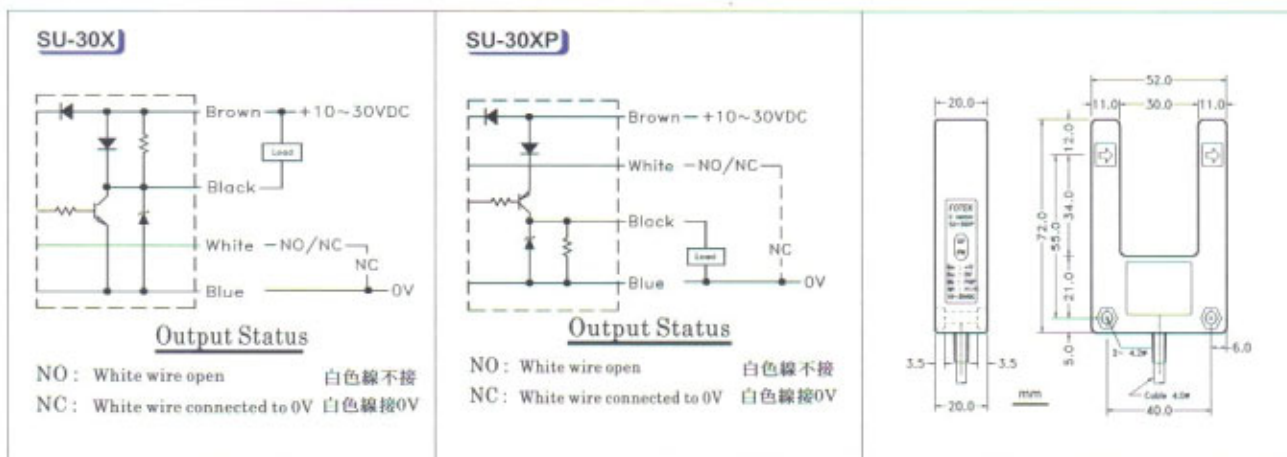 SU-30X
Brown
+10~30VDC
Load
Black
White
NO/NC
NC
Blue
0V
Output Status
NO: White wire open 白色線不接
NC: White wire connected to 0V 白色線接0V
SU-30XP
Brown
+10~30VDC
White
NO/NC
Black
Load
NC
Blue
0V
Output Status
NO: White wire open 白色線不接
NC: White wire connected to 0V 白色線接0V
20.0
FOTEK
3.5
3.5
20.0
mm
52.0
11.0
30.0
11.0
12.0
34.0
72.0
55.0
21.0
5.0
6.0
Cable 4.0ø
40.0